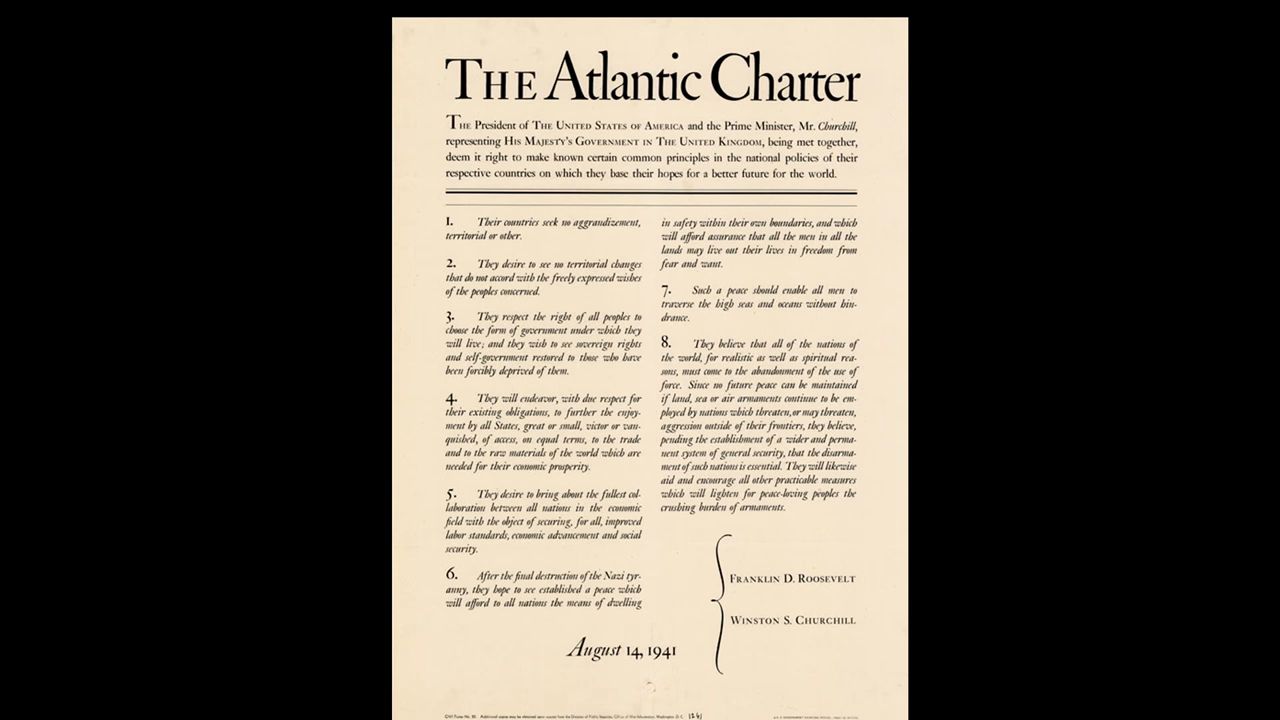 THE Atlantic Charter
THE President of THE UNITED STATES OF AMERICA and the Prime Minister, Mr. Churchill,
representing HIS MAJESTY'S GOVERNMENT IN THE UNITED KINGDOM, being met together,
deem it right to make known certain common principles in the national policies of their
respective countries on which they base their hopes for a better future for the world.
1. Their countries seek no aggrandizement,
territorial or other.
2. They desire to see no territorial changes
that do not accord with the freely expressed wishes
of the peoples concerned.
3. They respect the right of all peoples to
choose the form of government under which they
will live; and they wish to see sovereign rights
and self-government restored to those who have
been forcibly deprived of them.
4. They will endeavor, with due respect for
their existing obligations, to further the enjoy-
ment by all States, great or small, victor or van-
quished, of access, on equal terms, to the trade
and to the raw materials of the world which are
needed for their economic prosperity.
5. They desire to bring about the fullest col-
laboration between all nations in the economic
field with the object of securing, for all, improved
labor standards, economic advancement and social
security.
6. After the final destruction of the Nazi tyr-
anny, they hope to see established a peace which
will afford to all nations the means of dwelling
in safety within their own boundaries, and which
will afford assurance that all the men in all the
lands may live out their lives in freedom from
fear and want.
7. Such a peace should enable all men to
traverse the high seas and oceans without hin-
drance.
8. They believe that all of the nations of
the world, for realistic as well as spiritual rea-
sons, must come to the abandonment of the use of
force. Since no future peace can be maintained
if land, sea or air armaments continue to be em-
ployed by nations which threaten, or may threaten,
aggression outside of their frontiers, they believe,
pending the establishment of a wider and perma-
nent system of general security, that the disarma-
ment of such nations is essential. They will likewise
aid and encourage all other practicable measures
which will lighten for peace-loving peoples the
crushing burden of armaments.
FRANKLIN D. ROOSEVELT
WINSTON S. CHURCHILL
August 14, 1941